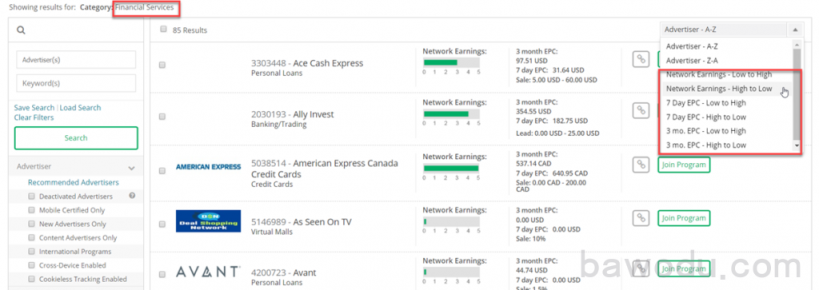 Showing results for: Category: Financial Services
Advertiser(s)
Keyword(s)
Save Search | Load Search
Clear Filters
Search
Advertiser
Recommended Advertisers
Deactivated Advertisers
Mobile Certified Only
New Advertisers Only
Content Advertisers Only
International Programs
Cross-Device Enabled
Cookieless Tracking Enabled
85 Results
Advertiser - A-Z
Advertiser - A-Z
Advertiser - Z-A
Network Earnings - Low to High
Network Earnings - High to Low
7 Day EPC - Low to High
7 Day EPC - High to Low
3 mo. EPC - Low to High
3 mo. EPC - High to Low
3303448 - Ace Cash Express
Personal Loans
Network Earnings:
0 1 2 3 4 5
3 month EPC:
97.51 USD
7 day EPC: 31.64 USD
Sale: 5.00 USD - 60.00 USD
2030193 - Ally Invest
Banking/Trading
Network Earnings:
0 1 2 3 4 5
3 month EPC:
354.55 USD
7 day EPC: 182.75 USD
Lead: 0.00 USD - 25.00 USD
AMERICAN EXPRESS
5038514 - American Express Canada
Credit Cards
Credit Cards
Network Earnings:
0 1 2 3 4 5
3 month EPC:
537.14 CAD
7 day EPC: 640.95 CAD
Sale: 0.00 CAD - 200.00
CAD
Join Program
Deal Shopping
Network
5146989 - As Seen On TV
Virtual Malls
Network Earnings:
0 1 2 3 4 5
3 month EPC:
0.00 USD
7 day EPC: 0.00 USD
Sale: 10%
Join Program
AVANT
4200723 - Avant
Personal Loans
Network Earnings:
0 1 2 3 4 5
3 month EPC:
44.74 USD
7 day EPC: 0.00 USD
Sale: 1.5%
Join Program
bawodu.com